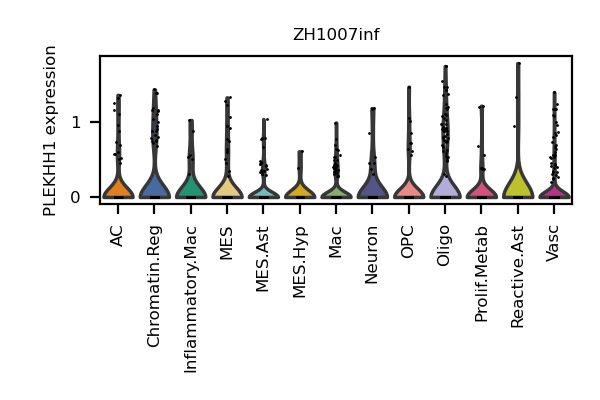 ZH1007inf
PLEKHH1 expression
1
0
AC
Chromatin.Reg
Inflammatory.Mac
MES
MES.Ast
MES.Hyp
Mac
Neuron
OPC
Oligo
Prolif.Metab
Reactive.Ast
Vasc